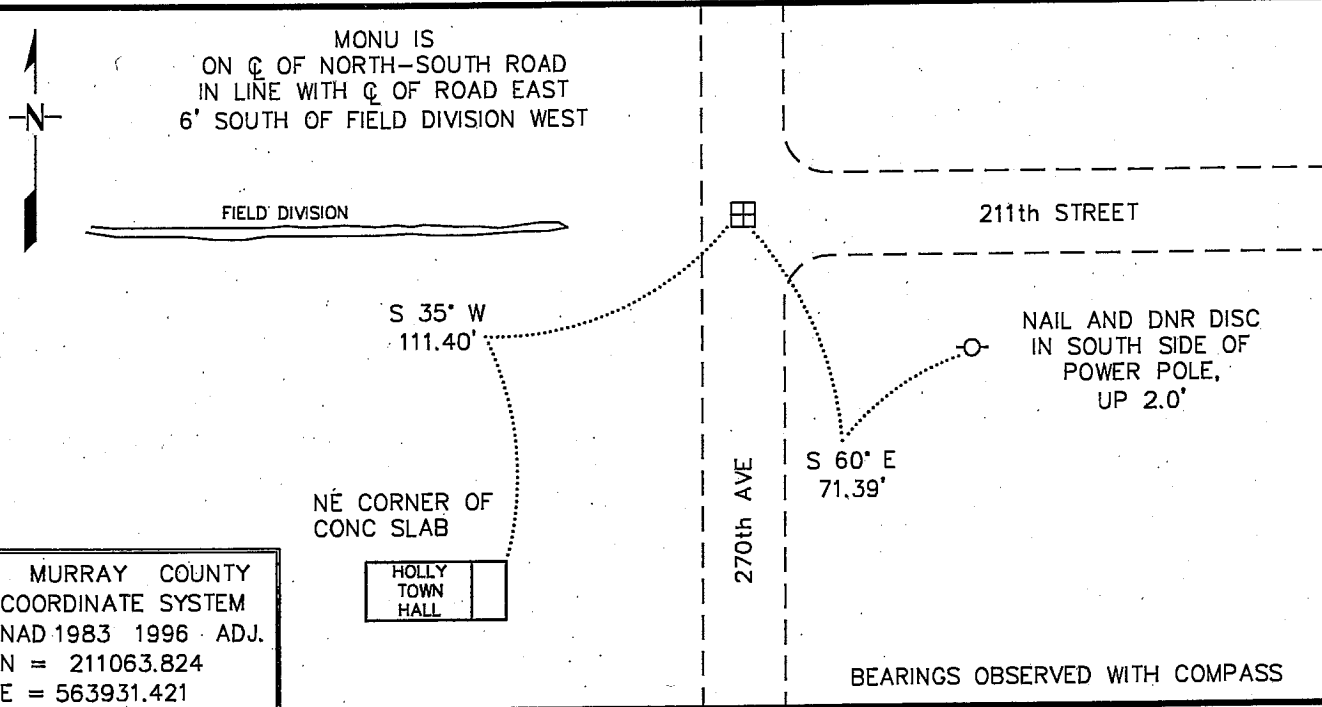 MONU IS
ON ℄ OF NORTH-SOUTH ROAD
IN LINE WITH ℄ OF ROAD EAST
6' SOUTH OF FIELD DIVISION WEST
N
FIELD DIVISION
211th STREET
S 35° W
111.40'
NAIL AND DNR DISC
IN SOUTH SIDE OF
POWER POLE,
UP 2.0'
S 60° E
71.39'
270th AVE
NE CORNER OF
CONC SLAB
HOLLY
TOWN
HALL
MURRAY COUNTY
COORDINATE SYSTEM
NAD 1983 1996 ADJ.
N = 211063.824
E = 563931.421
BEARINGS OBSERVED WITH COMPASS